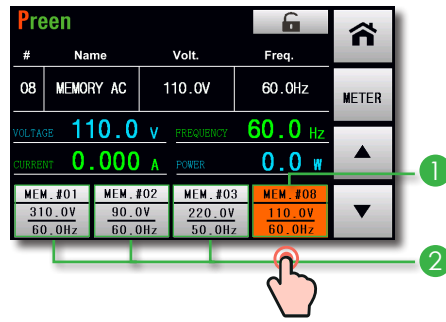 Preen
# Name Volt. Freq.
08 MEMORY AC 110.0V 60.0Hz
METER
VOLTAGE 110.0 V FREQUENCY 60.0 Hz
CURRENT 0.000 A POWER 0.0 W
1
MEM.#01 MEM.#02 MEM.#03 MEM.#08
310.0V 90.0V 220.0V 110.0V
60.0Hz 60.0Hz 50.0Hz 60.0Hz
2